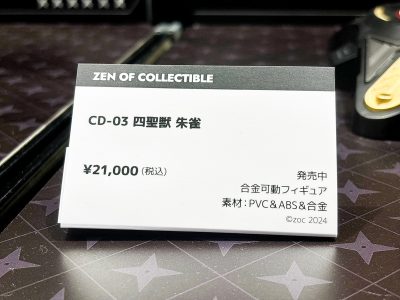 ZEN OF COLLECTIBLE
CD-03 四聖獣 朱雀
¥21,000 (税込)
発売中
合金可動フィギュア
素材：PVC＆ABS＆合金
©zoc 2024